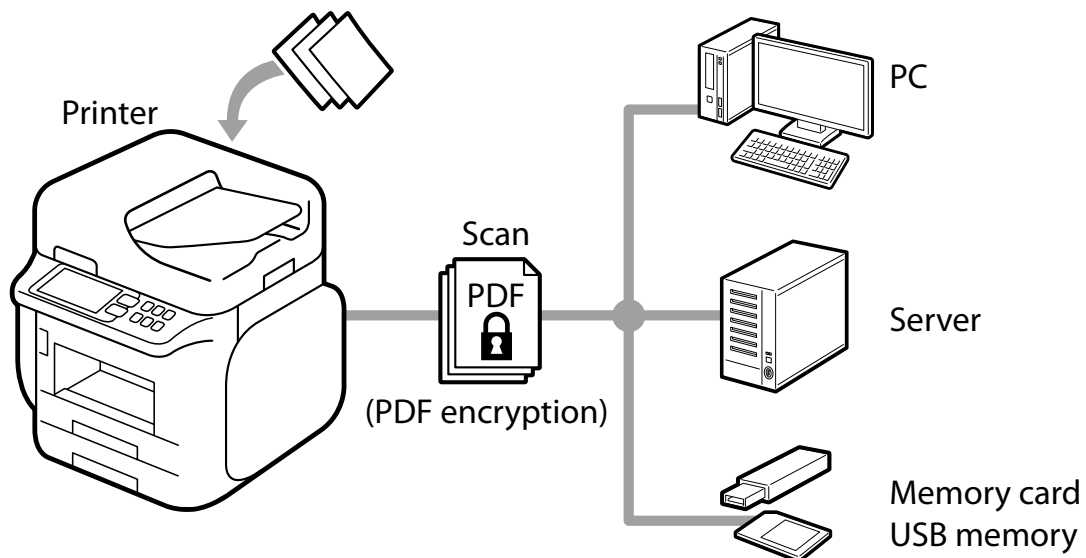 Printer
Scan
PDF
(PDF encryption)
PC
Server
Memory card
USB memory